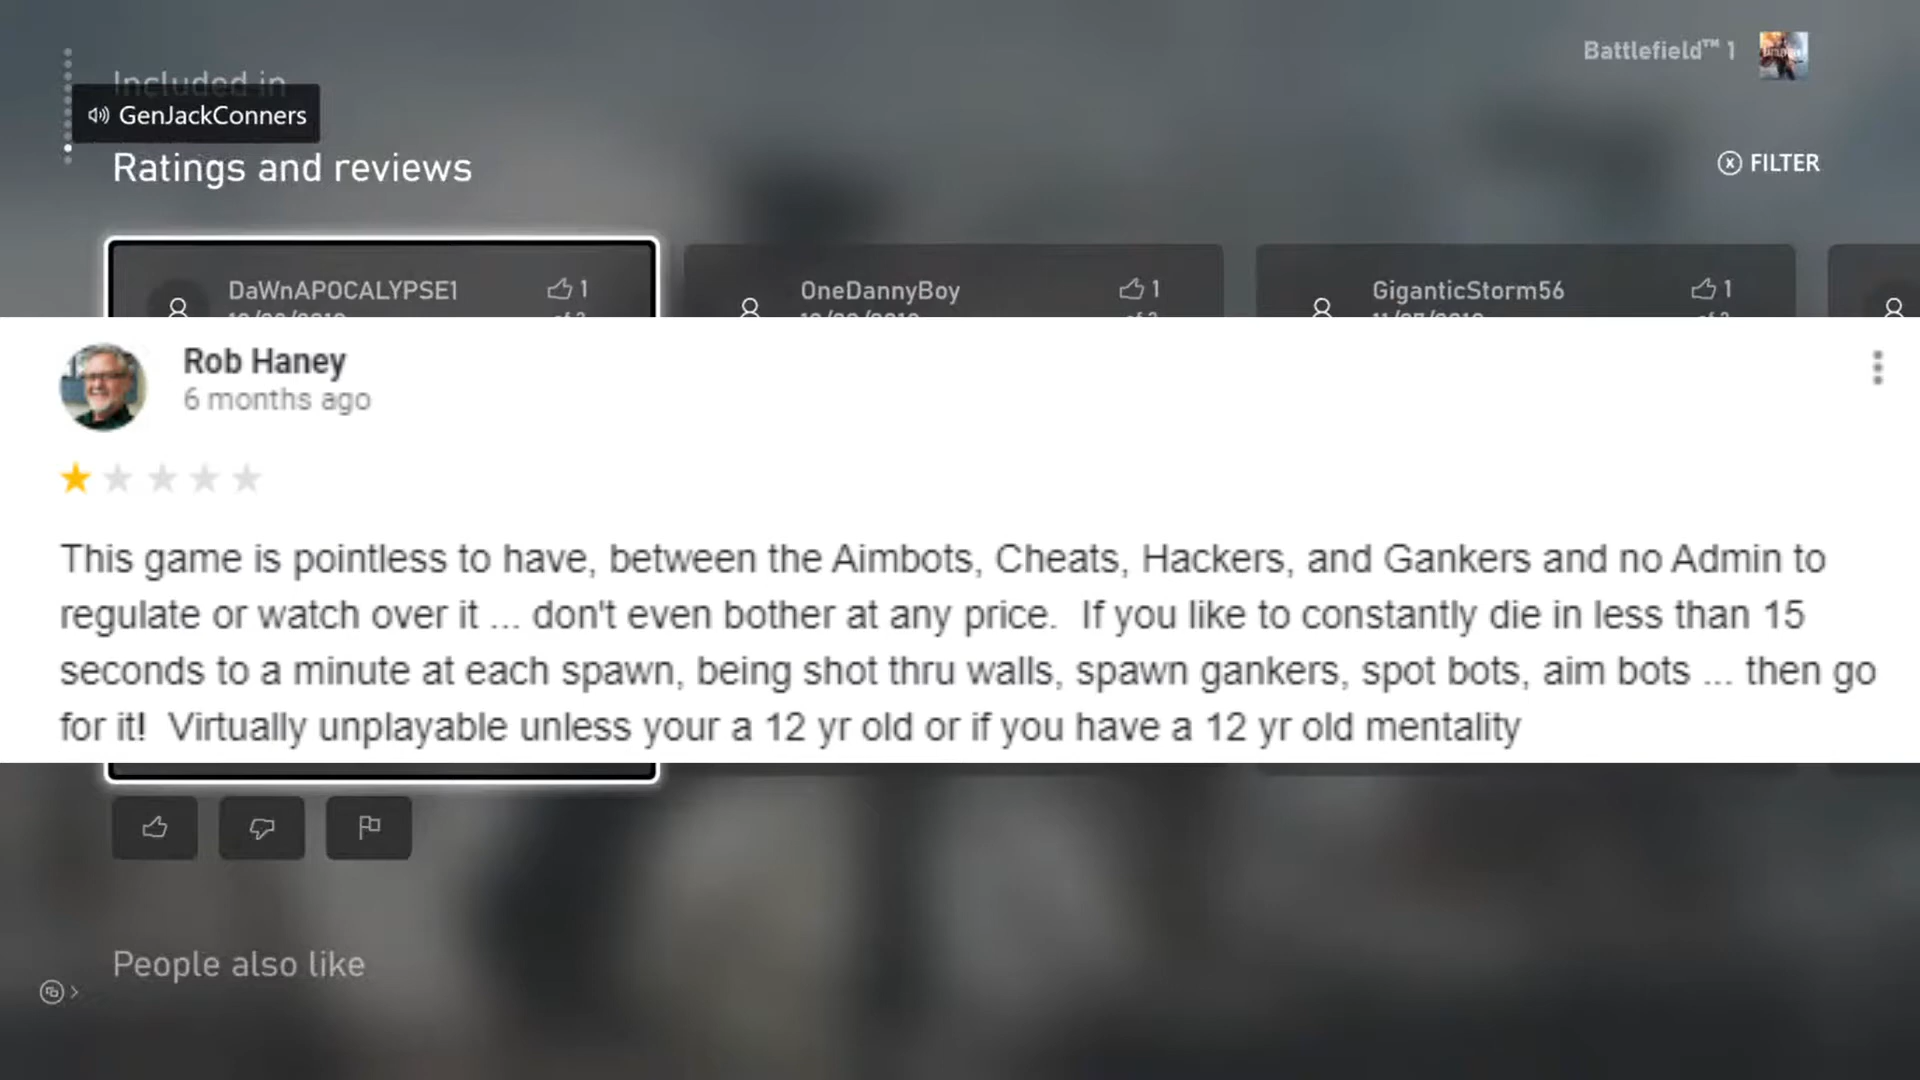 Battlefield™ 1
Included in
GenJackConners
Ratings and reviews
FILTER
DaWnAPOCALYPSE1 1
OneDannyBoy 1
GiganticStorm56 1
Rob Haney
6 months ago
This game is pointless to have, between the Aimbots, Cheats, Hackers, and Gankers and no Admin to
regulate or watch over it ... don't even bother at any price.  If you like to constantly die in less than 15
seconds to a minute at each spawn, being shot thru walls, spawn gankers, spot bots, aim bots ... then go
for it!  Virtually unplayable unless your a 12 yr old or if you have a 12 yr old mentality
People also like